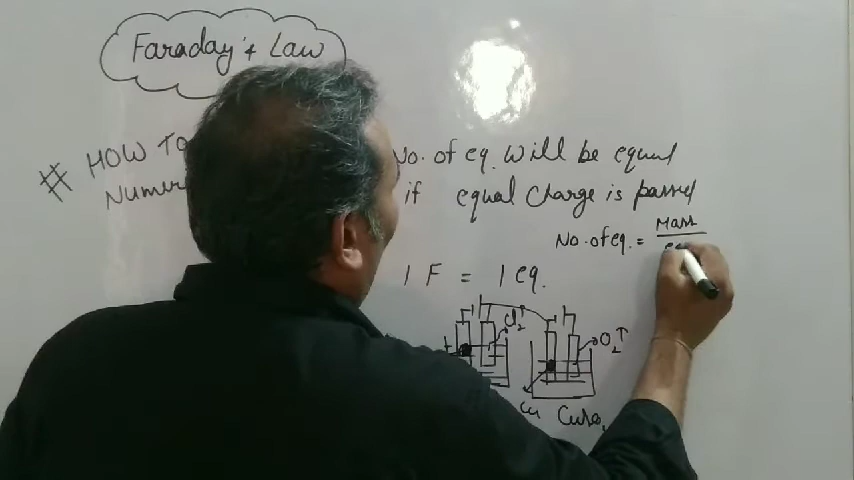 Faraday's Law
# HOW TO No. of eq. will be equal
Numer if equal charge is passed
No. of eq. = Mass
1 F = 1 eq.
Cl2
O2↑
Cu CuSO4